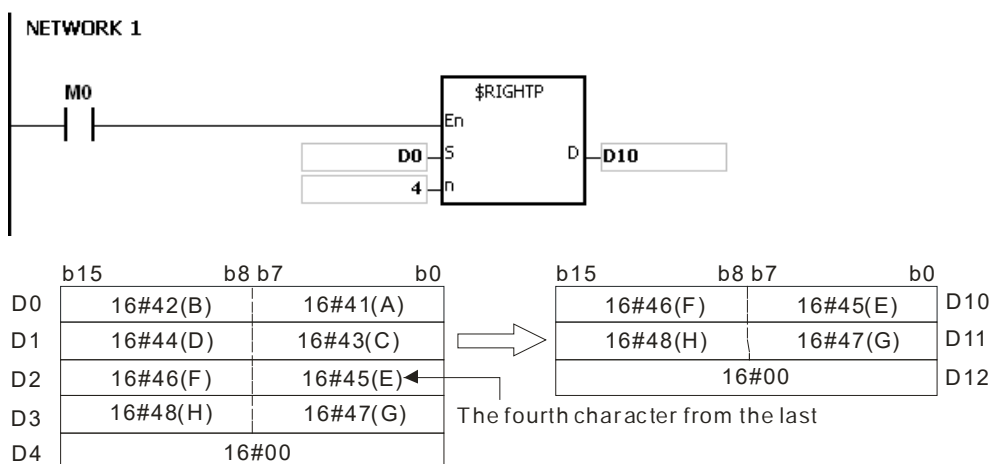 NETWORK 1
M0
$RIGHTP
En
D0 S D D10
4 n
b15 b8 b7 b0 b15 b8 b7 b0
D0 16#42(B) 16#41(A) 16#46(F) 16#45(E) D10
D1 16#44(D) 16#43(C) 16#48(H) 16#47(G) D11
D2 16#46(F) 16#45(E) 16#00 D12
D3 16#48(H) 16#47(G) The fourth character from the last
D4 16#00